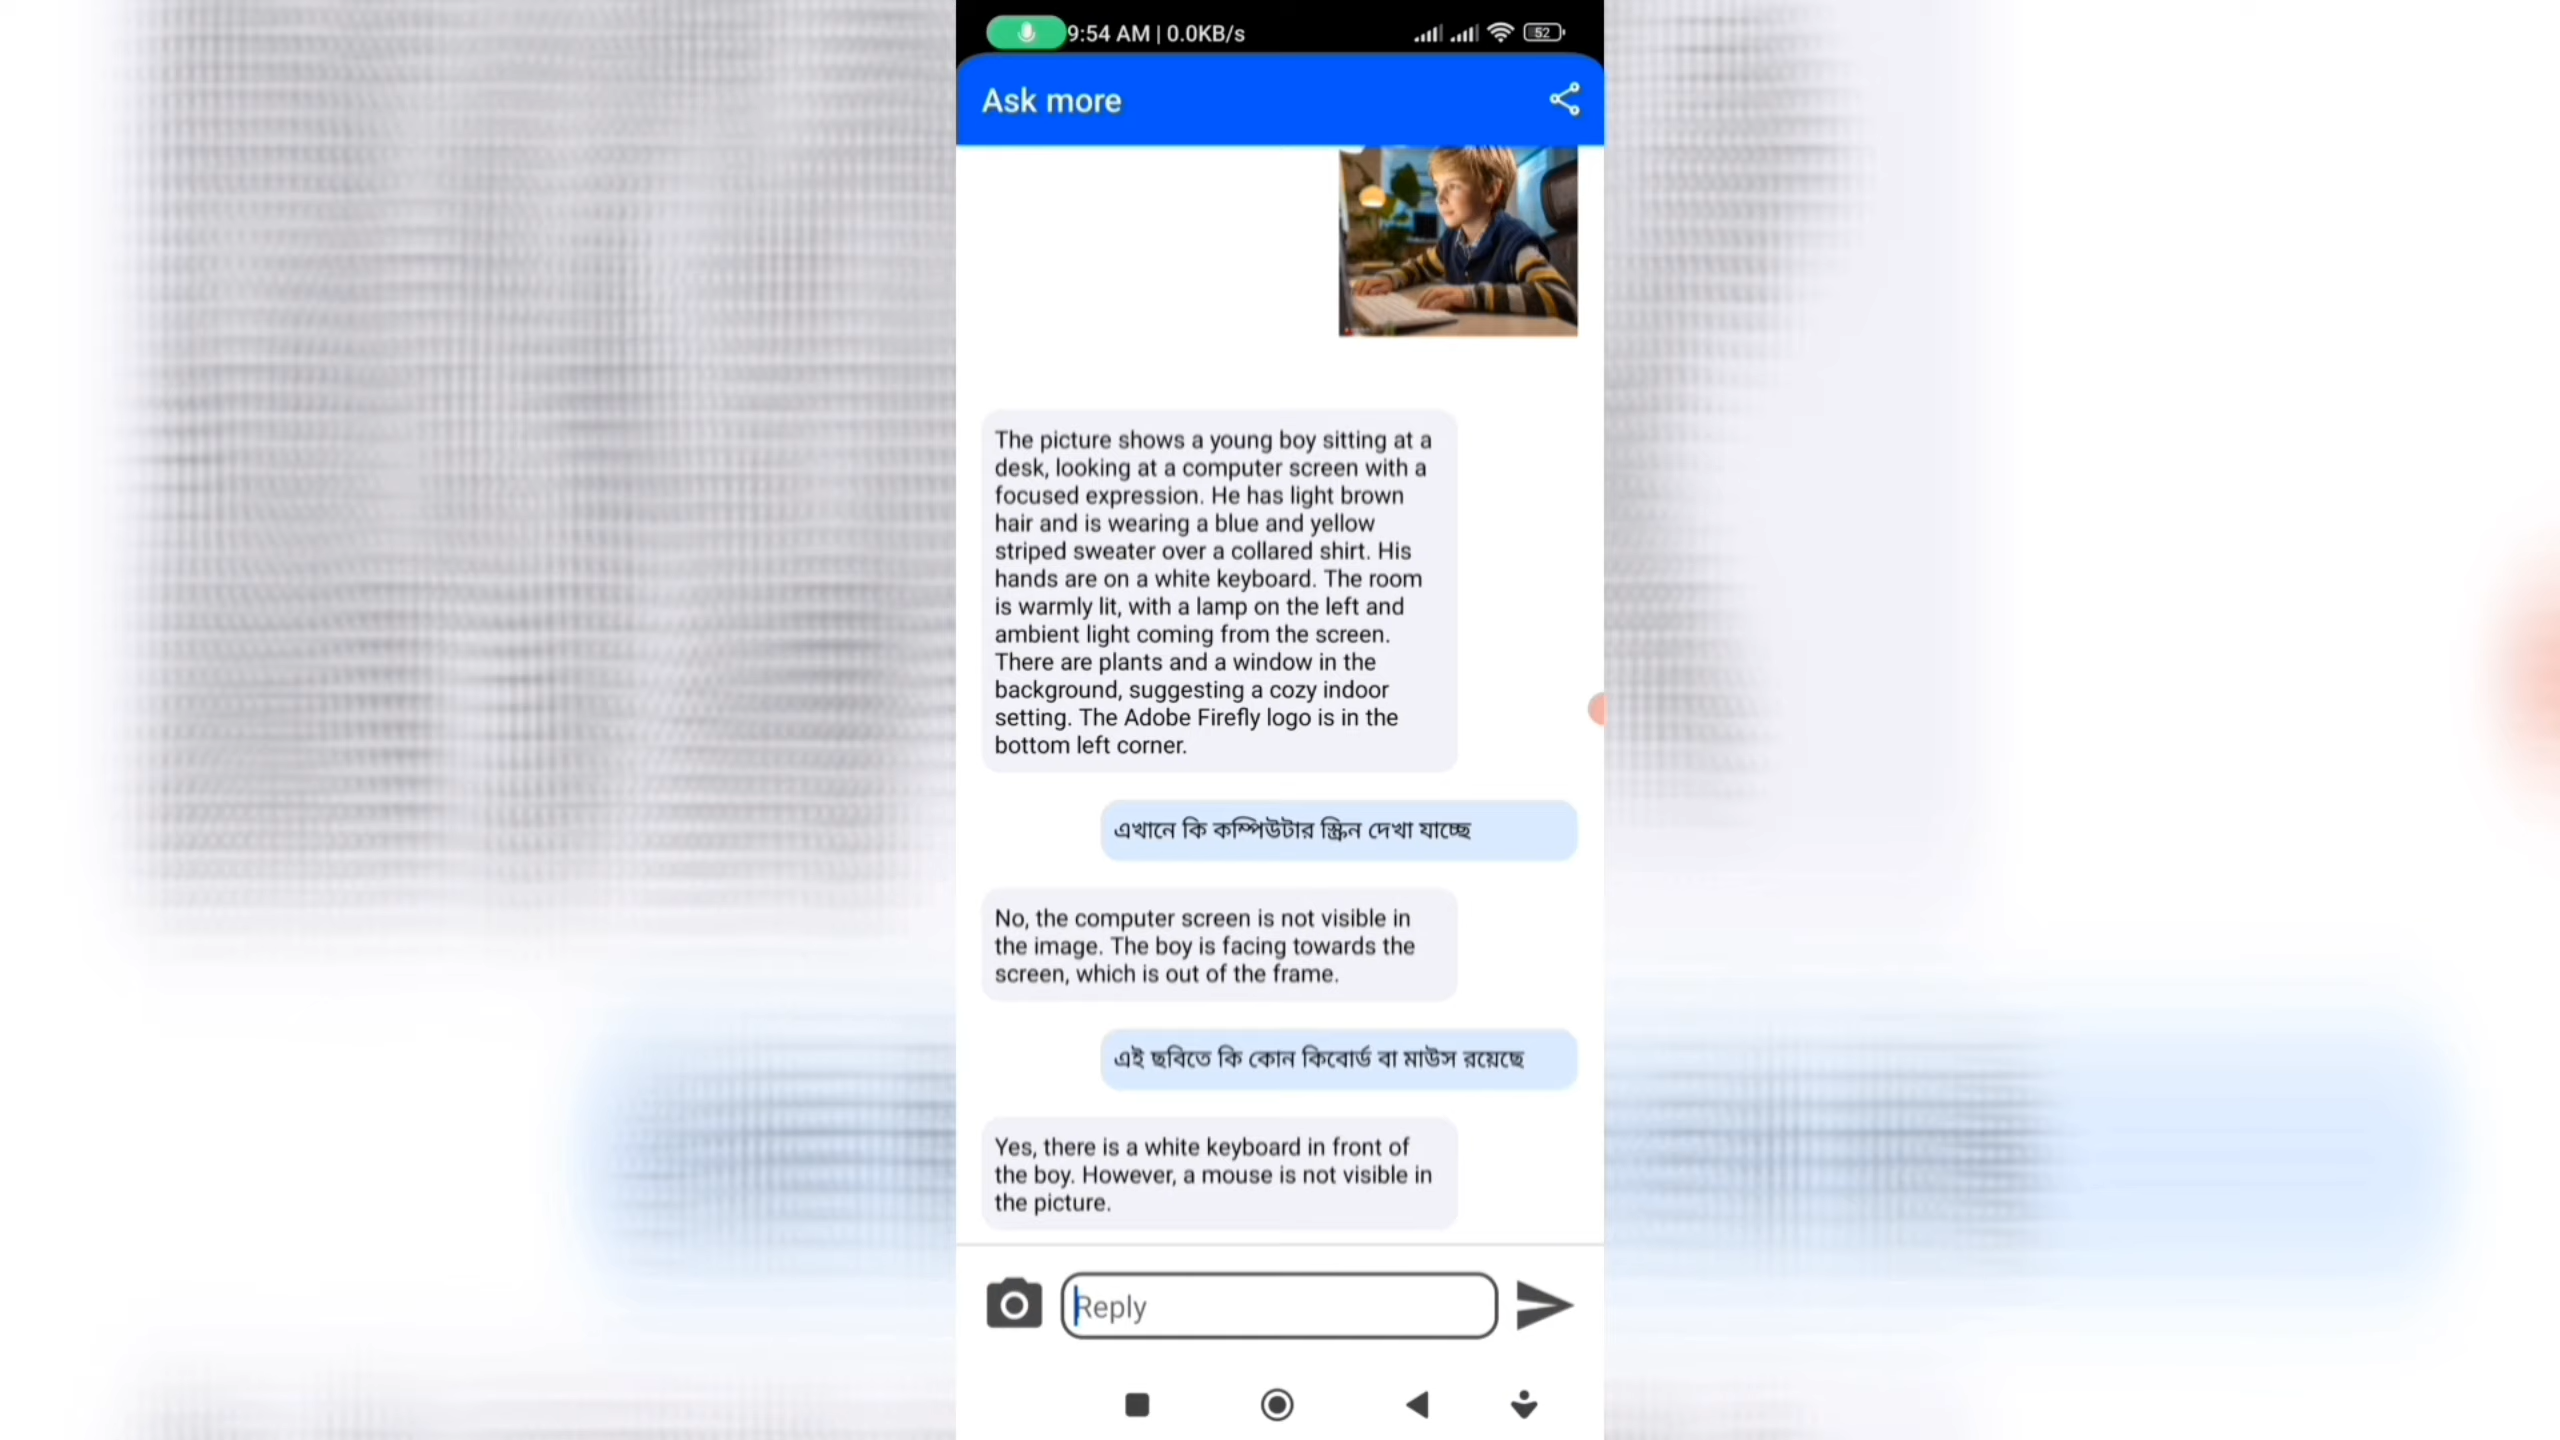 9:54 AM | 0.0KB/s
52
Ask more
The picture shows a young boy sitting at a
desk, looking at a computer screen with a
focused expression. He has light brown
hair and is wearing a blue and yellow
striped sweater over a collared shirt. His
hands are on a white keyboard. The room
is warmly lit, with a lamp on the left and
ambient light coming from the screen.
There are plants and a window in the
background, suggesting a cozy indoor
setting. The Adobe Firefly logo is in the
bottom left corner.
এখানে কি কম্পিউটার স্ক্রিন দেখা যাচ্ছে
No, the computer screen is not visible in
the image. The boy is facing towards the
screen, which is out of the frame.
এই ছবিতে কি কোন কিবোর্ড বা মাউস রয়েছে
Yes, there is a white keyboard in front of
the boy. However, a mouse is not visible in
the picture.
Reply